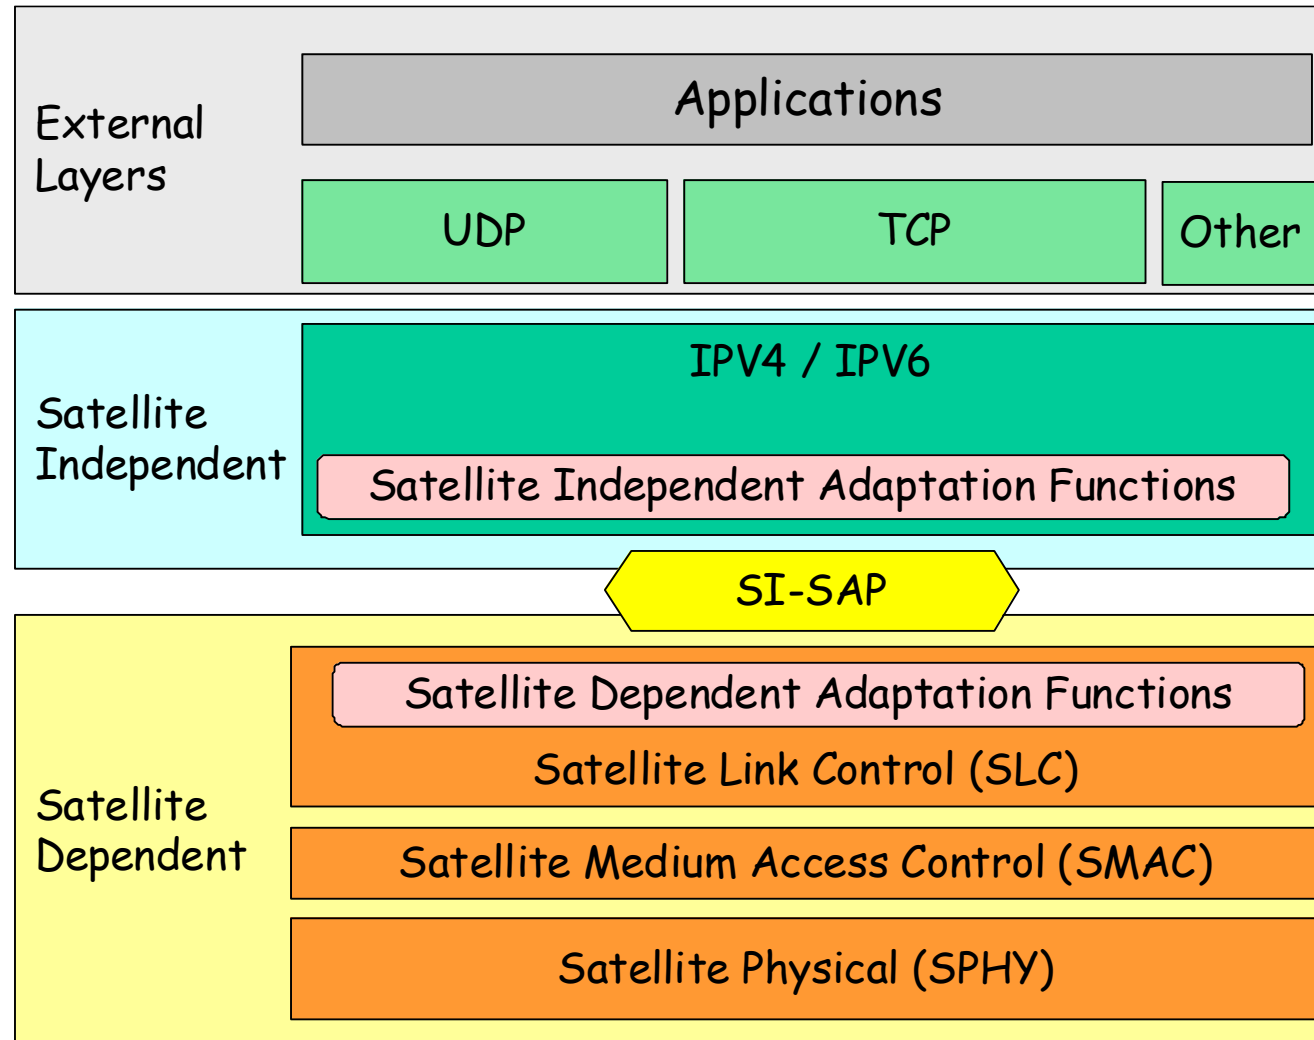 External
Layers
Applications
UDP
TCP
Other
Satellite
Independent
IPV4 / IPV6
Satellite Independent Adaptation Functions
SI-SAP
Satellite
Dependent
Satellite Dependent Adaptation Functions
Satellite Link Control (SLC)
Satellite Medium Access Control (SMAC)
Satellite Physical (SPHY)